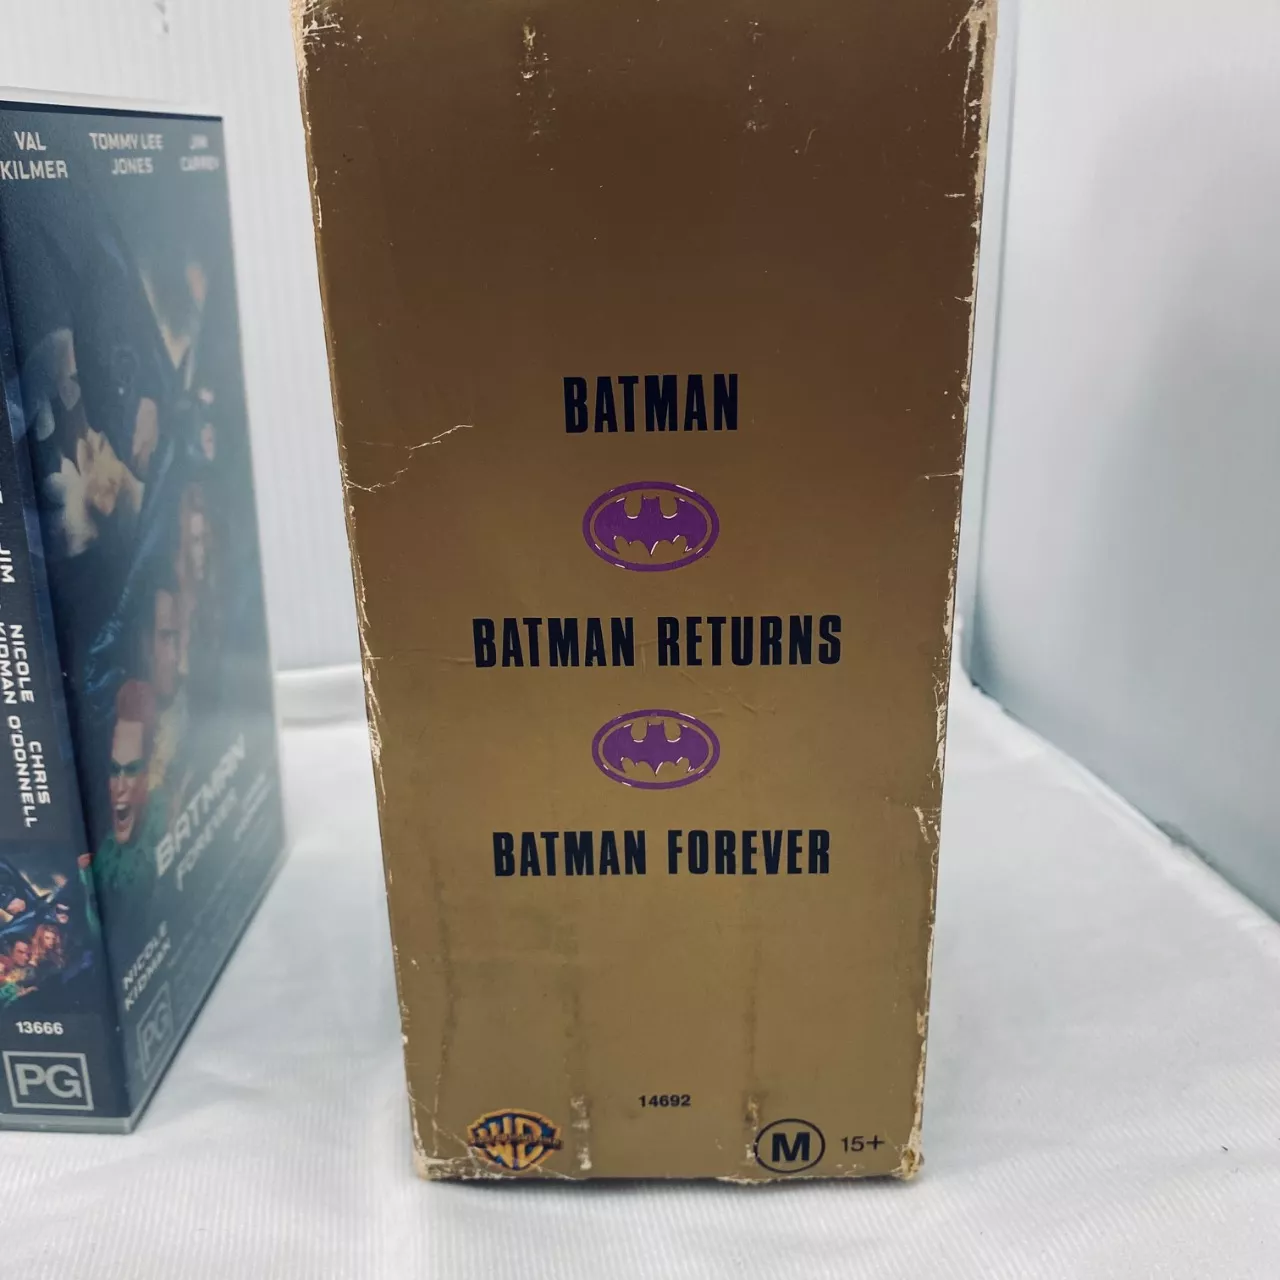 VAL
KILMER
TOMMY LEE
JONES
JIM
CARREY
JIM
NICOLE
KIDMAN
CHRIS
O'DONNELL
BATMAN
FOREVER
NICOLE
KIDMAN
PG
13666
PG
BATMAN
BATMAN RETURNS
BATMAN FOREVER
14692
M 15+